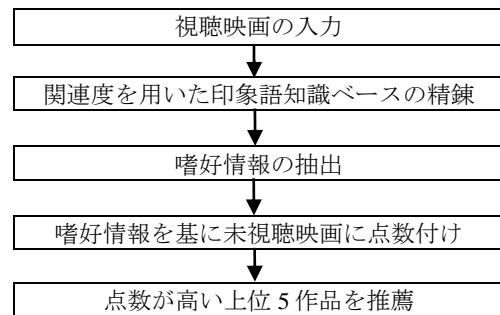 視聴映画の入力
関連度を用いた印象語知識ベースの精錬
嗜好情報の抽出
嗜好情報を基に未視聴映画に点数付け
点数が高い上位 5 作品を推薦